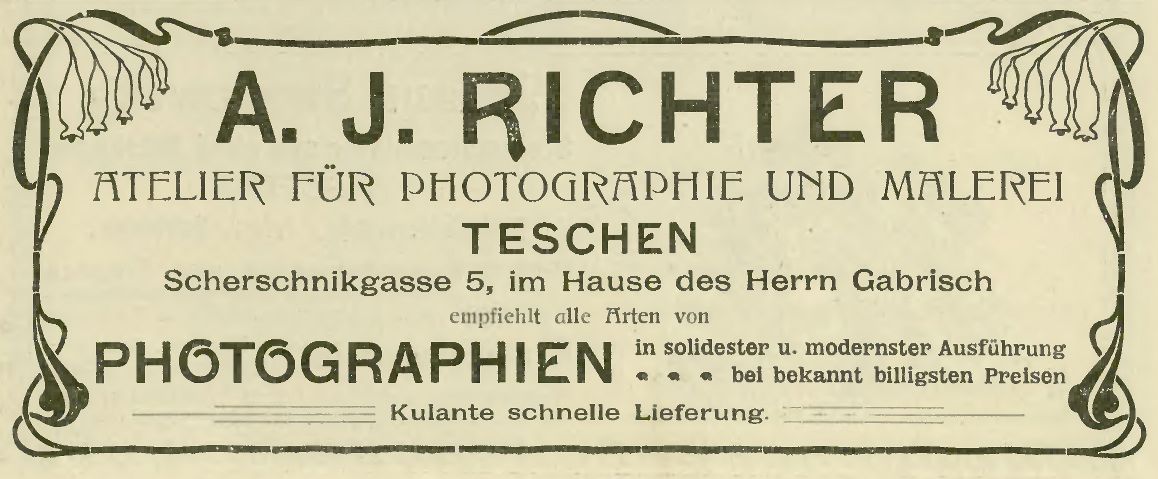 A. J. RICHTER
ATELIER FÜR PHOTOGRAPHIE UND MALEREI
TESCHEN
Scherschnikgasse 5, im Hause des Herrn Gabrisch
empfiehlt alle Arten von
PHOTOGRAPHIEN in solidester u. modernster Ausführung
bei bekannt billigsten Preisen
Kulante schnelle Lieferung.